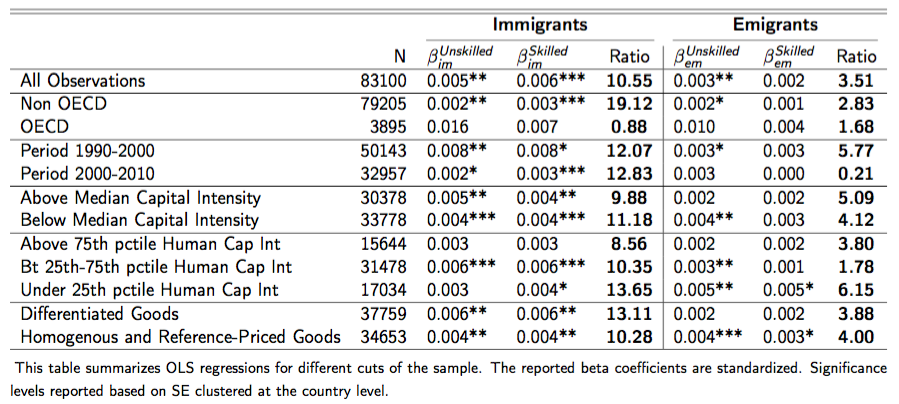 Immigrants Emigrants
N β_im^Unskilled β_im^Skilled Ratio β_em^Unskilled β_em^Skilled Ratio
All Observations 83100 0.005** 0.006*** 10.55 0.003** 0.002 3.51
Non OECD 79205 0.002** 0.003*** 19.12 0.002* 0.001 2.83
OECD 3895 0.016 0.007 0.88 0.010 0.004 1.68
Period 1990-2000 50143 0.008** 0.008* 12.07 0.003* 0.003 5.77
Period 2000-2010 32957 0.002* 0.003*** 12.83 0.003 0.000 0.21
Above Median Capital Intensity 30378 0.005** 0.004** 9.88 0.002 0.002 5.09
Below Median Capital Intensity 33778 0.004*** 0.004*** 11.18 0.004** 0.003 4.12
Above 75th pctile Human Cap Int 15644 0.003 0.003 8.56 0.002 0.002 3.80
Bt 25th-75th pctile Human Cap Int 31478 0.006*** 0.006*** 10.35 0.003** 0.001 1.78
Under 25th pctile Human Cap Int 17034 0.003 0.004* 13.65 0.005** 0.005* 6.15
Differentiated Goods 37759 0.006** 0.006** 13.11 0.002 0.002 3.88
Homogenous and Reference-Priced Goods 34653 0.004** 0.004** 10.28 0.004*** 0.003* 4.00
This table summarizes OLS regressions for different cuts of the sample. The reported beta coefficients are standardized. Significance
levels reported based on SE clustered at the country level.